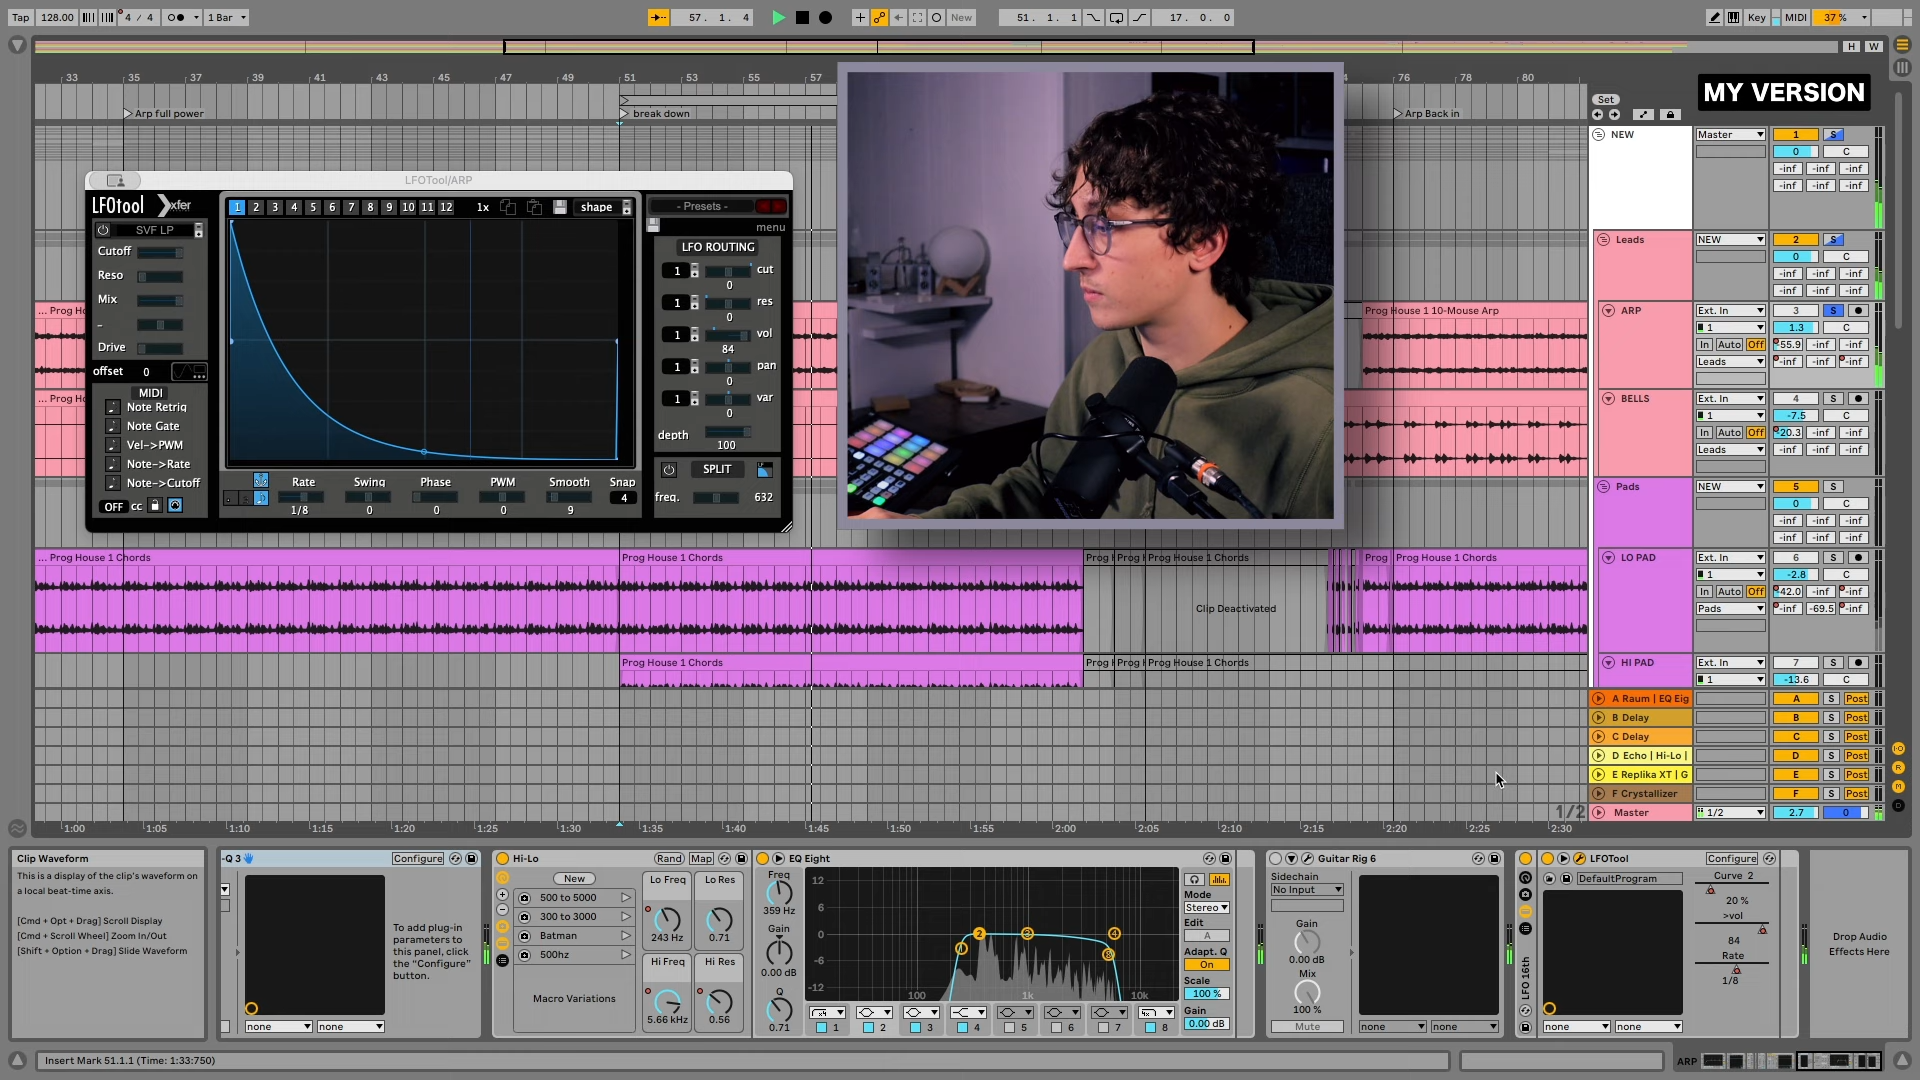 Tap 128.00 4 / 4 1 Bar 57. 1. 4 New 51. 1. 1 17. 0. 0 Key MIDI 37 %
H W
33 35 37 39 41 43 45 47 49 51 53 55 57 76 78 80
MY VERSION
Set
Arp full power break down Arp Back in
LFOTool/ARP
LFOtool xfer
1 2 3 4 5 6 7 8 9 10 11 12 1x shape
- Presets -
menu
SVF LP
Cutoff
Reso
Mix
-
Drive
offset 0
MIDI
Note Retrig
Note Gate
Vel->PWM
Note->Rate
Note->Cutoff
OFF cc
Rate Swing Phase PWM Smooth Snap
1/8 0 0 0 9 4
LFO ROUTING
1 cut
0
1 res
0
1 vol
84
1 pan
0
1 var
0
depth
100
SPLIT
freq. 632
... Prog Ho
... Prog Ho
Prog House 1 10-Mouse Arp
... Prog House 1 Chords
Prog House 1 Chords
Prog H
Prog H
Prog House 1 Chords
Prog
Prog House 1 Chords
Clip Deactivated
Prog House 1 Chords
Prog H
Prog H
Prog House 1 Chords
NEW Master 1 S
0 C
-inf -inf -inf
-inf -inf -inf
Leads NEW 2 S
0 C
-inf -inf -inf
-inf -inf -inf
ARP Ext. In 3 S
1 1.3 C
In Auto Off -55.9 -inf -inf
Leads -inf -inf -inf
BELLS Ext. In 4 S
1 -7.5 C
In Auto Off -20.3 -inf -inf
Leads -inf -inf -inf
Pads NEW 5 S
0 C
-inf -inf -inf
-inf -inf -inf
LO PAD Ext. In 6 S
1 -2.8 C
In Auto Off -42.0 -inf -inf
Pads -inf -69.5 -inf
HI PAD Ext. In 7 S
1 -13.6 C
A Raum | EQ Eig A S Post
B Delay B S Post
C Delay C S Post
D Echo | Hi-Lo | D S Post
E Replika XT | G E S Post
F Crystallizer F S Post
1/2 Master 1/2 2.7 0
1:00 1:05 1:10 1:15 1:20 1:25 1:30 1:35 1:40 1:45 1:50 1:55 2:00 2:05 2:10 2:15 2:20 2:25 2:30
Clip Waveform
This is a display of the clip's waveform on
a local beat-time axis.
[Cmd + Opt + Drag] Scroll Display
[Cmd + Scroll Wheel] Zoom In/Out
[Shift + Option + Drag] Slide Waveform
-Q 3 Configure
To add plug-in
parameters to
this panel, click
the “Configure”
button.
none none
Hi-Lo Rand Map
New
500 to 5000
300 to 3000
Batman
500hz
Macro Variations
Lo Freq Lo Res
243 Hz 0.71
Hi Freq Hi Res
5.66 kHz 0.56
EQ Eight
Freq
359 Hz
Gain
0.00 dB
Q
0.71
12
6
0
-6
-12
100 1k 10k
1 2 3 4 5 6 7 8
Mode
Stereo
Edit
A
Adapt. Q
On
Scale
100 %
Gain
0.00 dB
Guitar Rig 6
Sidechain
No Input
Gain
0.00 dB
Mix
100 %
Mute
none none
LFO 16th
LFOTool Configure
DefaultProgram
none none
Curve 2
20 %
>vol
84
Rate
1/8
Drop Audio
Effects Here
Insert Mark 51.1.1 (Time: 1:33:750)
ARP